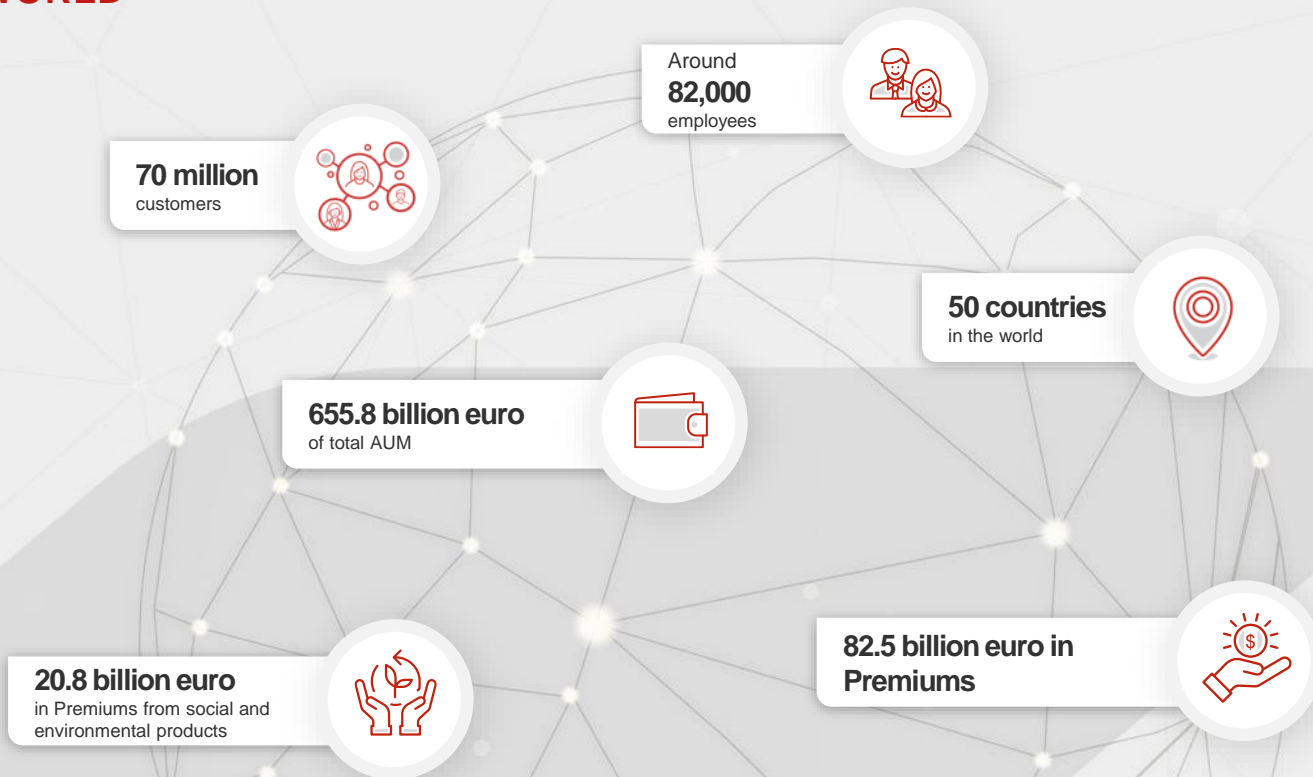 Around
82,000
employees
70 million
customers
50 countries
in the world
655.8 billion euro
of total AUM
82.5 billion euro in
Premiums
20.8 billion euro
in Premiums from social and
environmental products
$